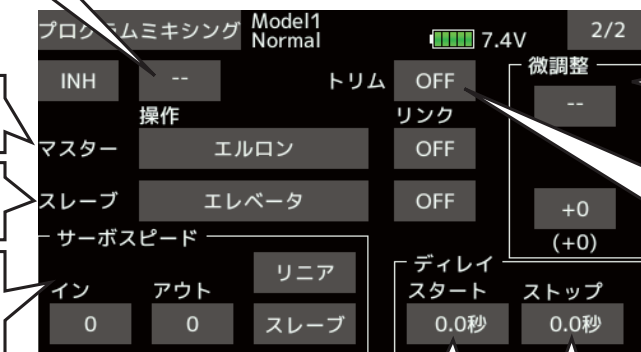 プログラムミキシング Model1 Normal 7.4V 2/2
INH -- トリム OFF 微調整
--
操作 リンク
マスター エルロン OFF
スレーブ エレベータ OFF +0
(+0)
サーボスピード
リニア ディレイ
イン アウト スタート ストップ
0 0 スレーブ 0.0秒 0.0秒